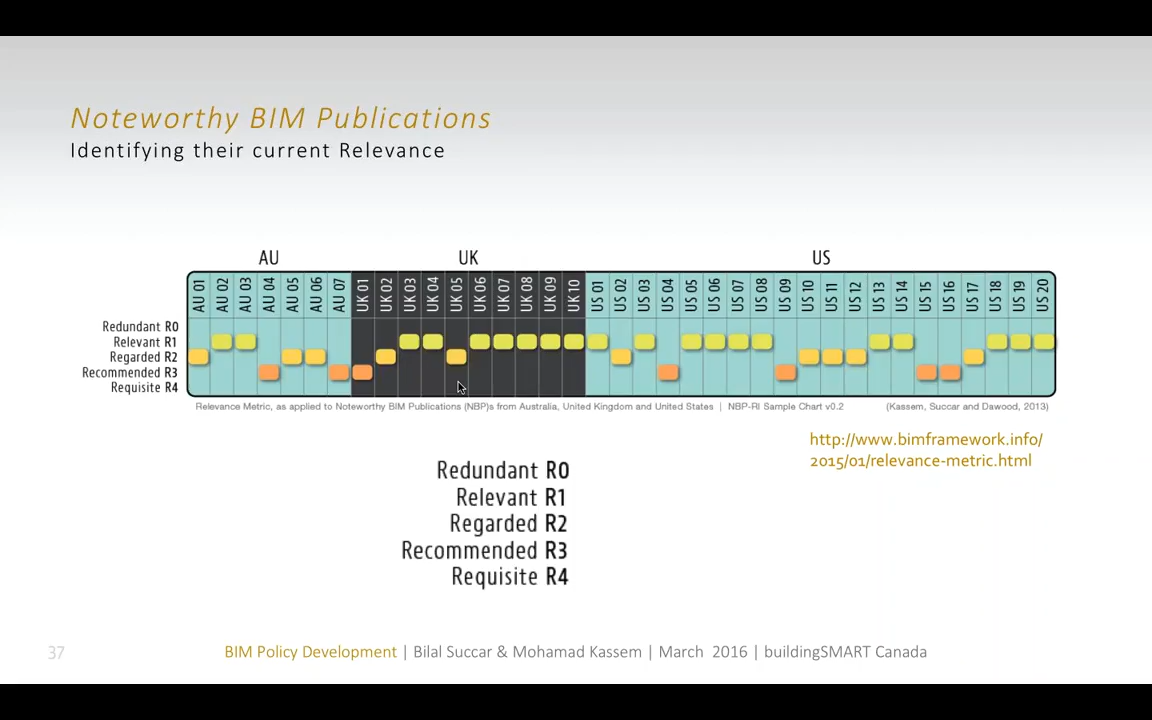 Noteworthy BIM Publications
Identifying their current Relevance
AU UK US
AU 01 AU 02 AU 03 AU 04 AU 05 AU 06 AU 07 UK 01 UK 02 UK 03 UK 04 UK 05 UK 06 UK 07 UK 08 UK 09 UK 10 US 01 US 02 US 03 US 04 US 05 US 06 US 07 US 08 US 09 US 10 US 11 US 12 US 13 US 14 US 15 US 16 US 17 US 18 US 19 US 20
Redundant R0
Relevant R1
Regarded R2
Recommended R3
Requisite R4
Relevance Metric, as applied to Noteworthy BIM Publications (NBP)s from Australia, United Kingdom and United States | NBP-RI Sample Chart v0.2 (Kassem, Succar and Dawood, 2013)
http://www.bimframework.info/
2015/01/relevance-metric.html
Redundant R0
Relevant R1
Regarded R2
Recommended R3
Requisite R4
37 BIM Policy Development | Bilal Succar & Mohamad Kassem | March 2016 | buildingSMART Canada